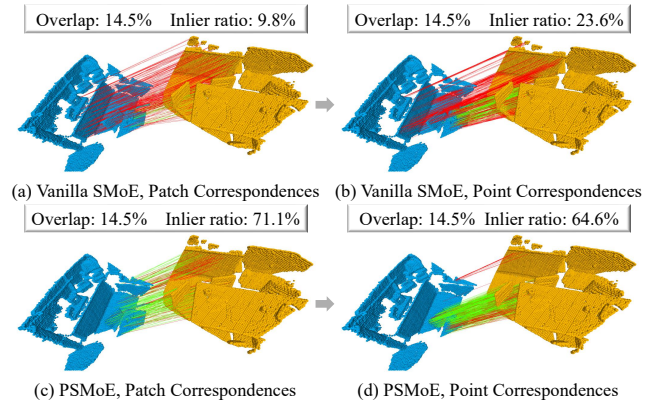 Overlap: 14.5% Inlier ratio: 9.8%
Overlap: 14.5% Inlier ratio: 23.6%
(a) Vanilla SMoE, Patch Correspondences
(b) Vanilla SMoE, Point Correspondences
Overlap: 14.5% Inlier ratio: 71.1%
Overlap: 14.5% Inlier ratio: 64.6%
(c) PSMoE, Patch Correspondences
(d) PSMoE, Point Correspondences